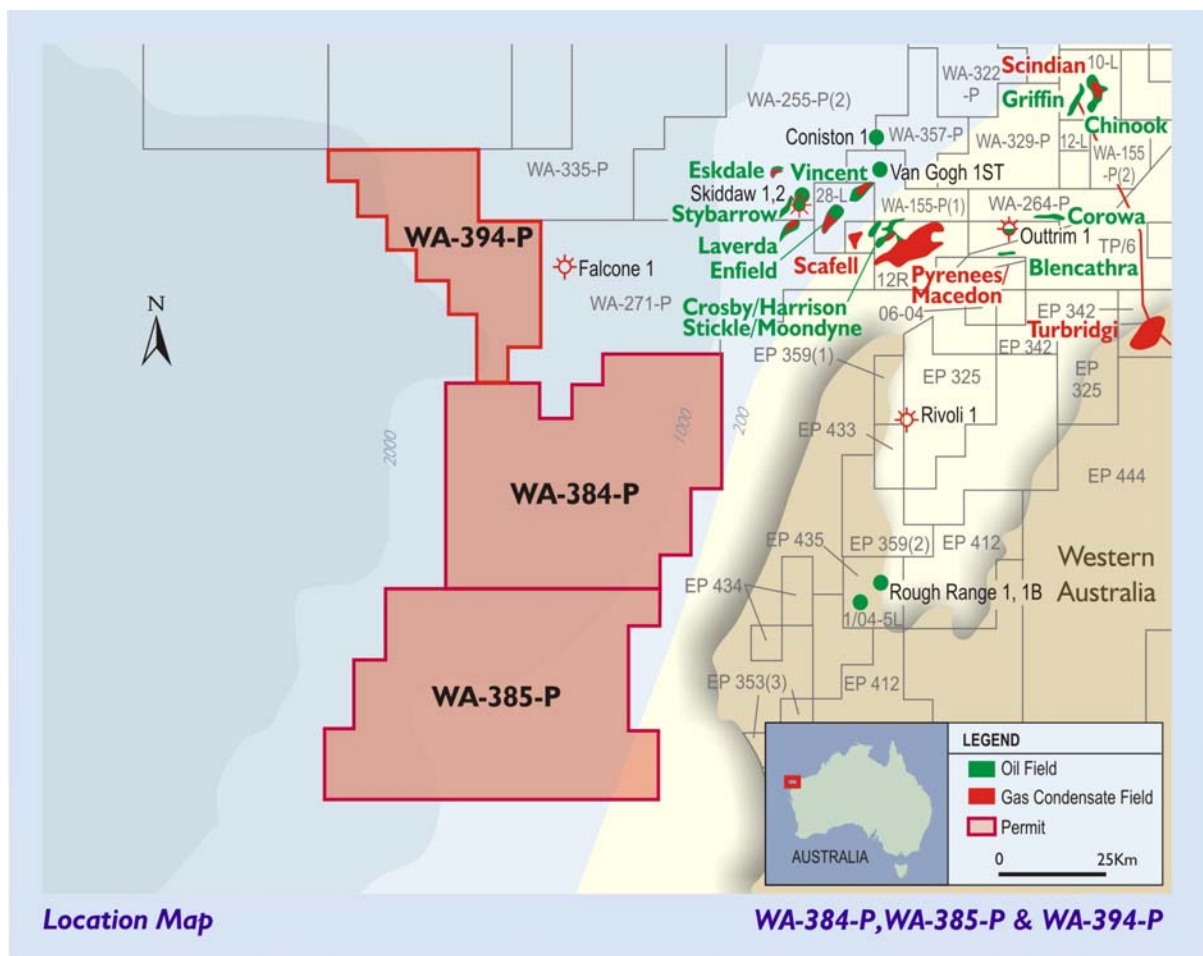 Scindian
10-L
WA-322
-P
Griffin
WA-255-P(2)
Chinook
Coniston 1
WA-357-P
WA-329-P
12-L
WA-155
-P(2)
WA-335-P
Eskdale
Vincent
Van Gogh 1ST
Skiddaw 1,2
28-L
WA-155-P(1)
WA-264-P
Stybarrow
Corowa
WA-394-P
Outtrim 1
Laverda
TP/6
Enfield
Scafell
Blencathra
Falcone 1
12R
Pyrenees/
Macedon
WA-271-P
Crosby/Harrison
Stickle/Moondyne
06-04
EP 342
Turbridgi
N
EP 359(1)
EP 342
EP 325
EP
325
2000
1000
200
Rivoli 1
EP 433
WA-384-P
EP 444
EP 435
EP 359(2)
EP 412
Western
Australia
EP 434
Rough Range 1, 1B
1/04-5L
WA-385-P
EP 353(3)
EP 412
LEGEND
Oil Field
Gas Condensate Field
Permit
0 25Km
AUSTRALIA
Location Map
WA-384-P,WA-385-P & WA-394-P